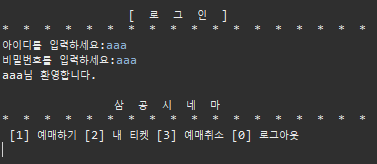 [ 로 그 인 ]
* * * * * * * * * * * * * * * * * * *
아이디를 입력하세요:aaa
비밀번호를 입력하세요:aaa
aaa님 환영합니다.
삼 공 시 네 마
* * * * * * * * * * * * * * * * * * *
[1] 예매하기 [2] 내 티켓 [3] 예매취소 [0] 로그아웃